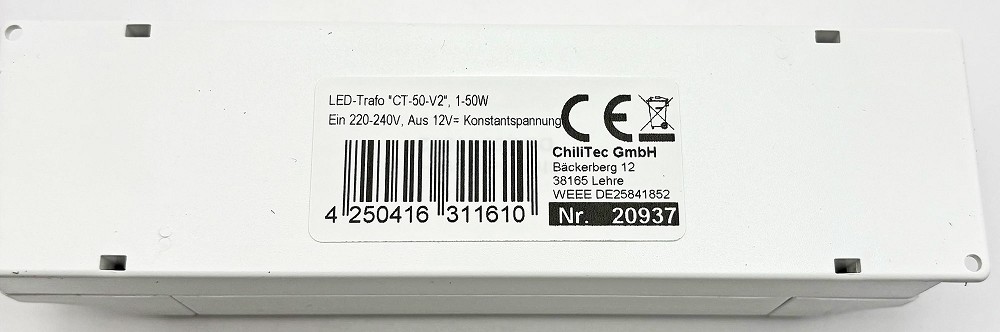 LED-Trafo "CT-50-V2", 1-50W
Ein 220-240V, Aus 12V= Konstantspannung
CE
4 250416 311610
ChiliTec GmbH
Bäckerberg 12
38165 Lehre
WEEE DE25841852
Nr. 20937